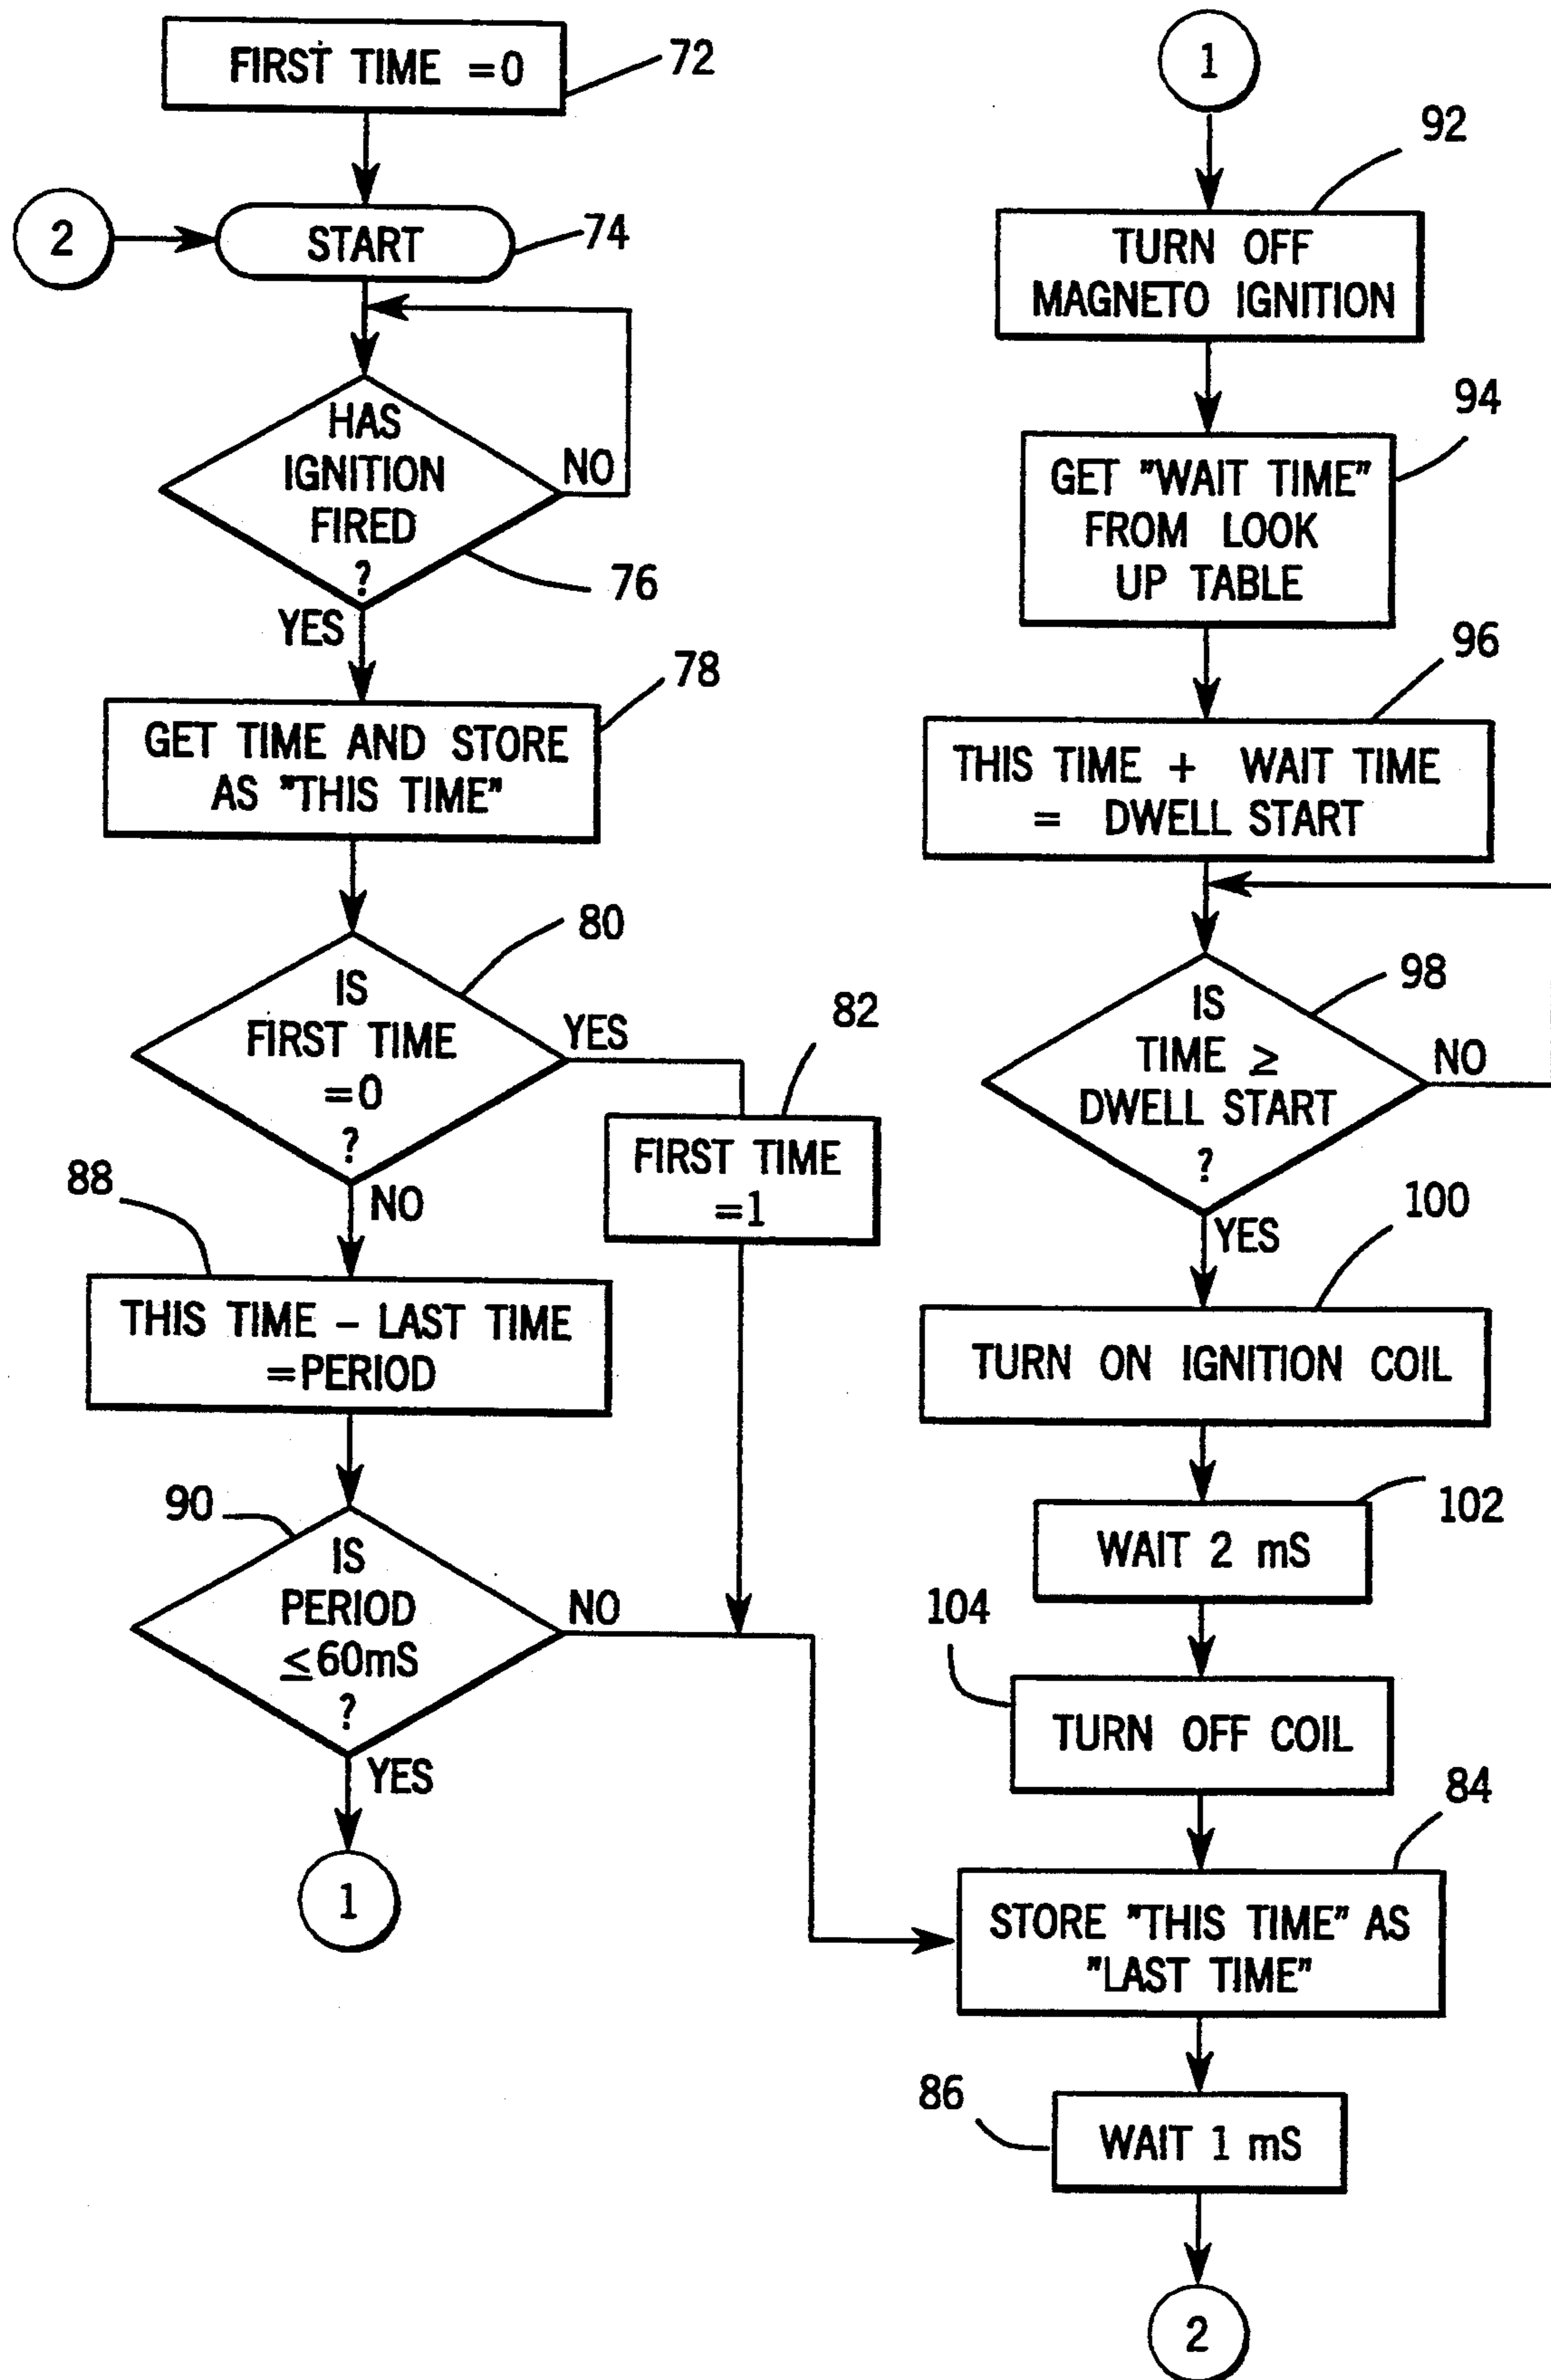 FIRST TIME =0
72
2
START
74
HAS
IGNITION
FIRED
?
NO
76
YES
78
GET TIME AND STORE
AS "THIS TIME"
80
IS
FIRST TIME
=0
?
YES
82
FIRST TIME
=1
NO
88
THIS TIME – LAST TIME
=PERIOD
90
IS
PERIOD
≤60mS
?
NO
YES
1
1
92
TURN OFF
MAGNETO IGNITION
94
GET "WAIT TIME"
FROM LOOK
UP TABLE
96
THIS TIME + WAIT TIME
= DWELL START
98
IS
TIME ≥
DWELL START
?
NO
YES
100
TURN ON IGNITION COIL
102
WAIT 2 mS
104
TURN OFF COIL
84
STORE "THIS TIME" AS
"LAST TIME"
86
WAIT 1 mS
2